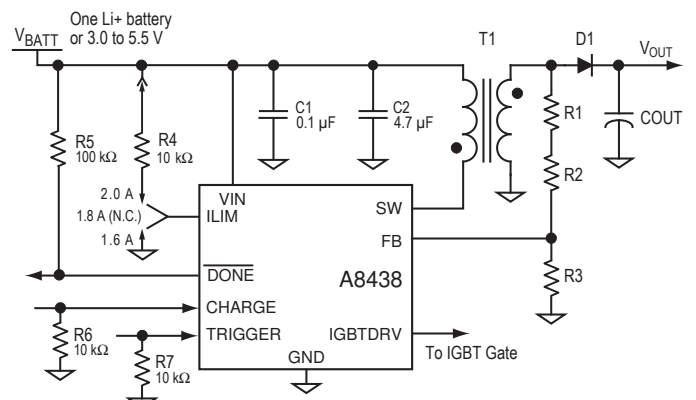 One Li+ battery
or 3.0 to 5.5 V
VBATT
T1
D1
VOUT
R5
100 kΩ
R4
10 kΩ
C1
0.1 µF
C2
4.7 µF
R1
COUT
R2
2.0 A
1.8 A (N.C.)
1.6 A
VIN
ILIM
SW
FB
R3
DONE
A8438
CHARGE
TRIGGER
IGBTDRV
To IGBT Gate
R6
10 kΩ
R7
10 kΩ
GND